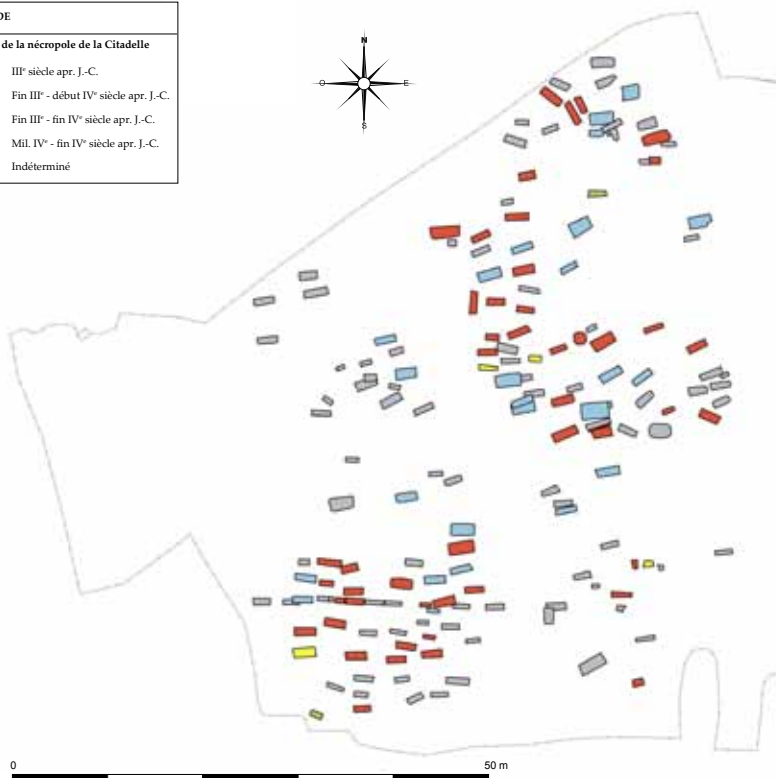 DE
de la nécropole de la Citadelle
IIIᵉ siècle apr. J.-C.
Fin IIIᵉ - début IVᵉ siècle apr. J.-C.
Fin IIIᵉ - fin IVᵉ siècle apr. J.-C.
Mil. IVᵉ - fin IVᵉ siècle apr. J.-C.
Indéterminé
N
O
E
S
0
50 m